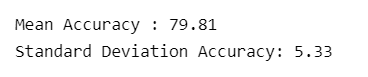 Mean Accuracy : 79.81
Standard Deviation Accuracy: 5.33